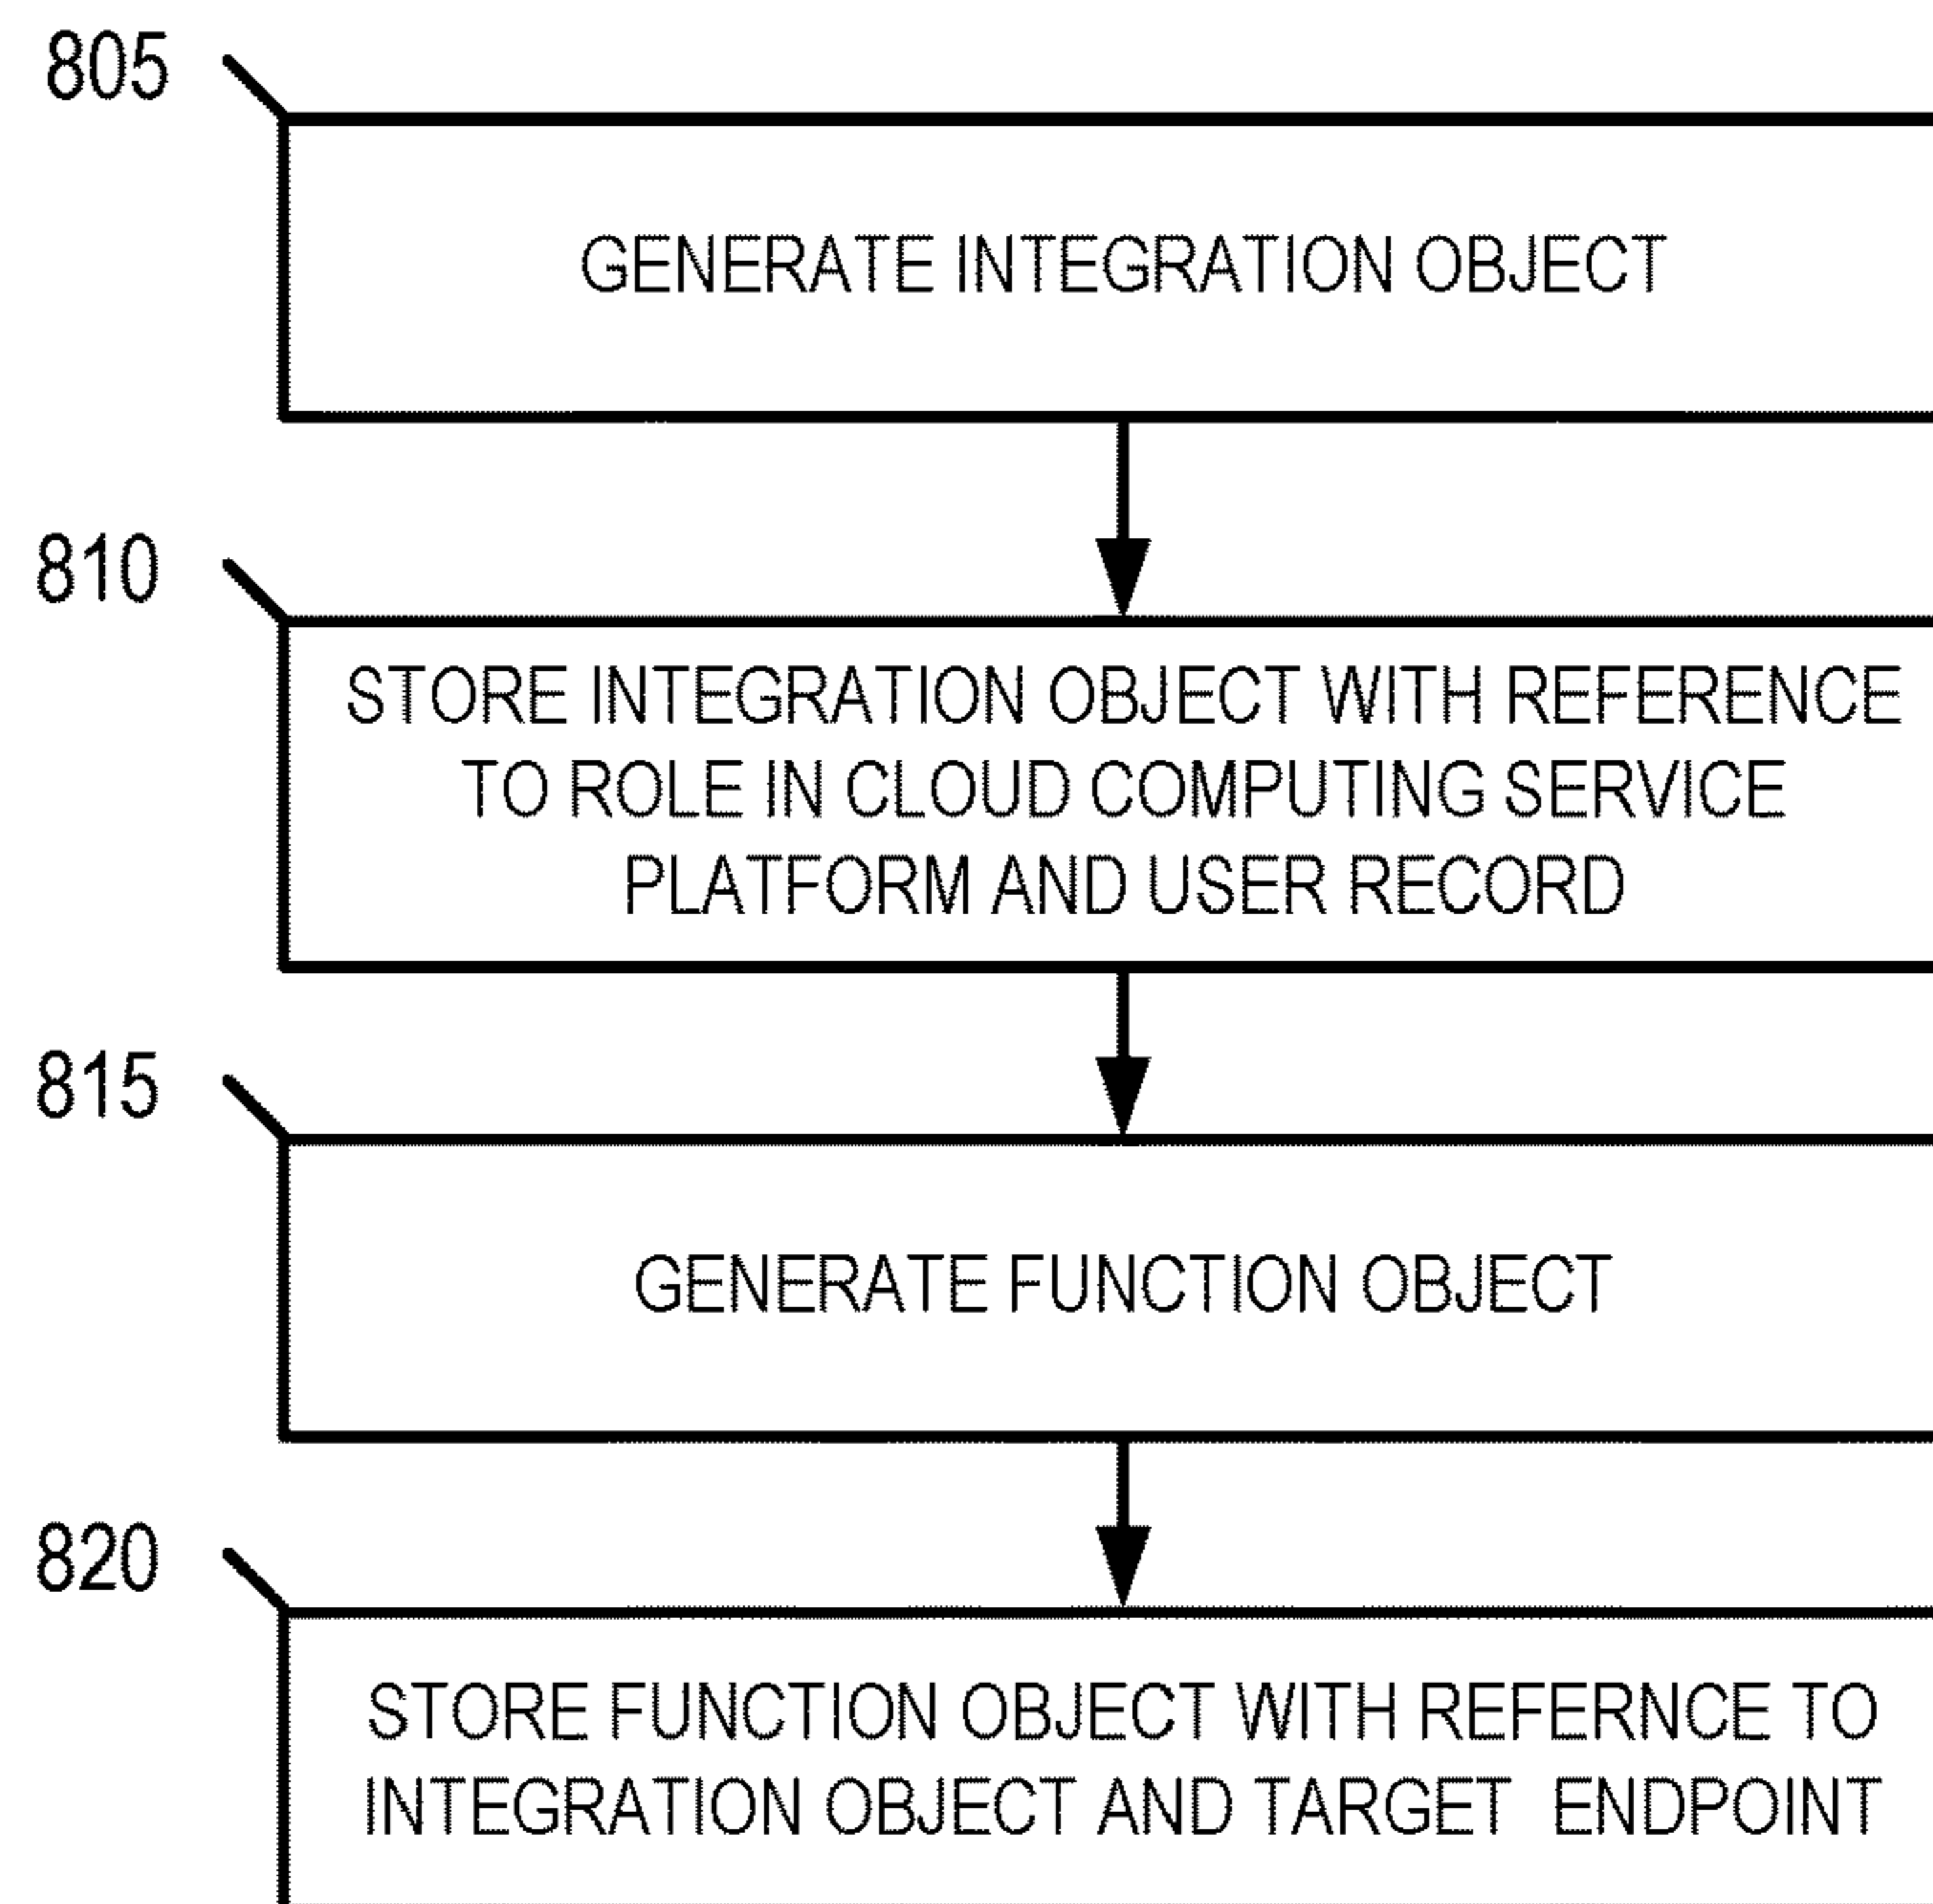 805
GENERATE INTEGRATION OBJECT
810
STORE INTEGRATION OBJECT WITH REFERENCE
TO ROLE IN CLOUD COMPUTING SERVICE
PLATFORM AND USER RECORD
815
GENERATE FUNCTION OBJECT
820
STORE FUNCTION OBJECT WITH REFERNCE TO
INTEGRATION OBJECT AND TARGET ENDPOINT